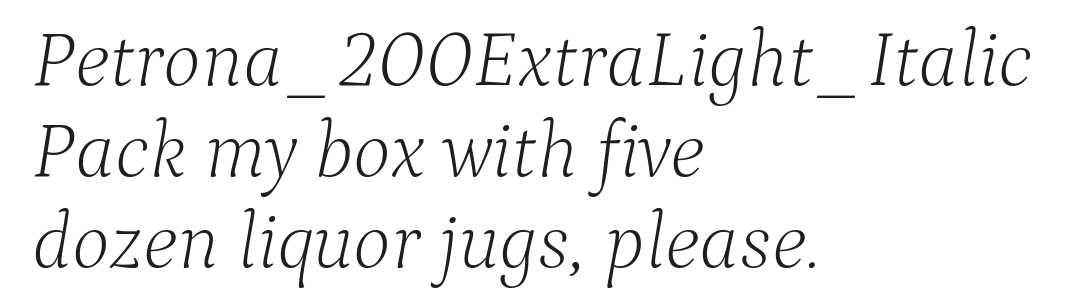 Petrona_200ExtraLight_Italic
Pack my box with five
dozen liquor jugs, please.